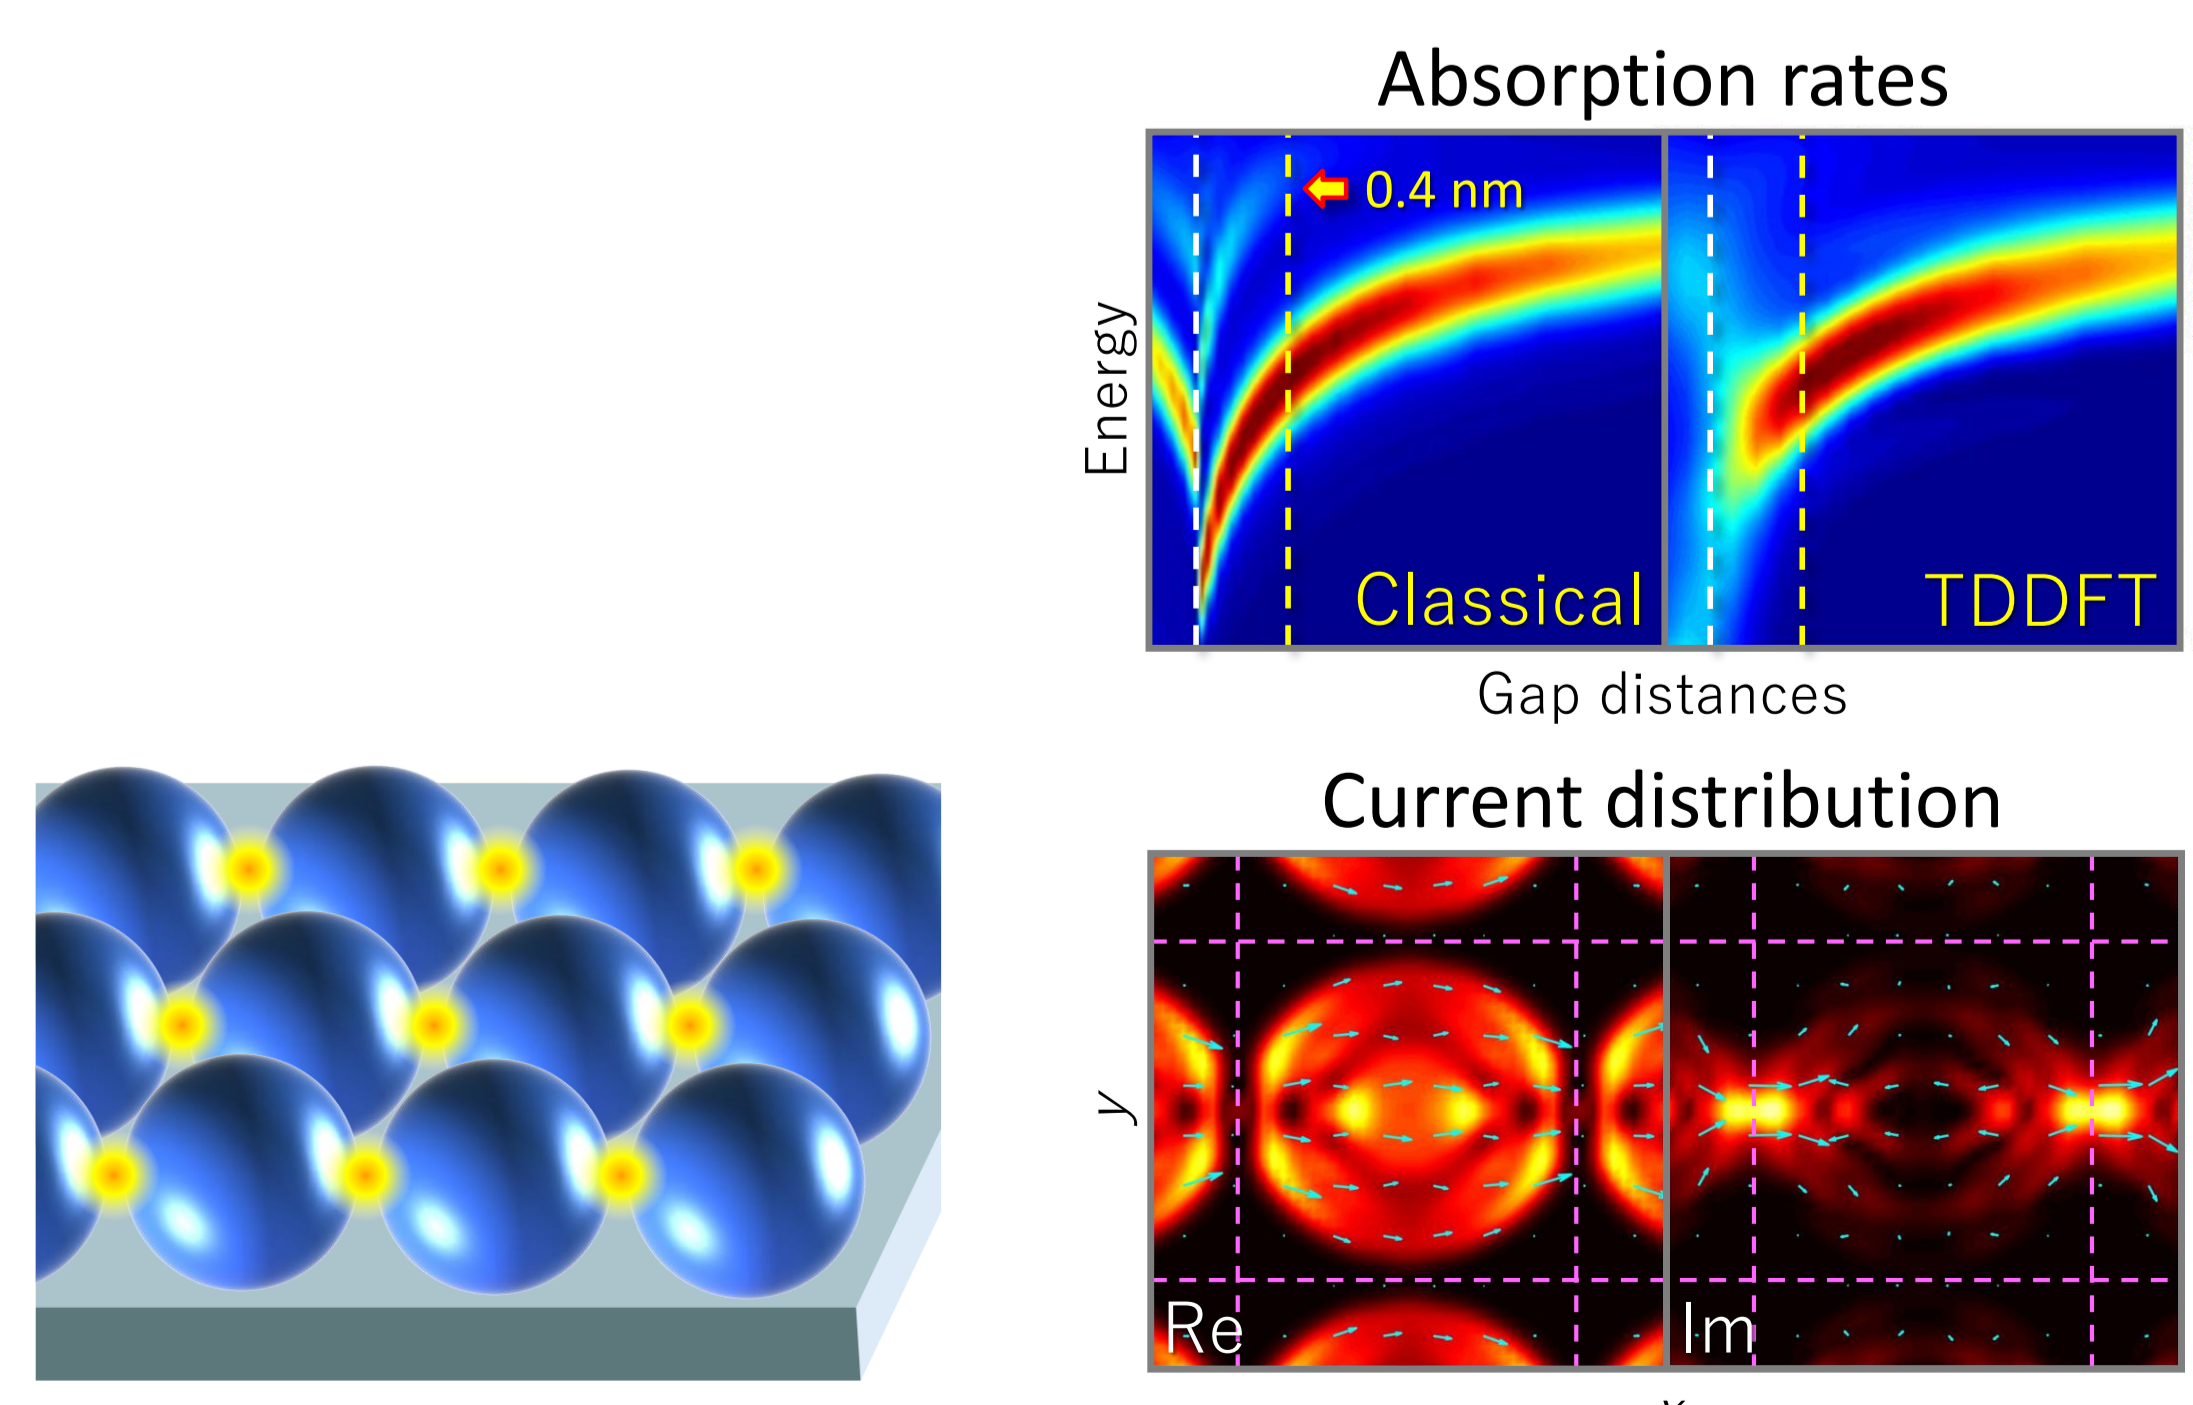 Absorption rates
0.4 nm
Energy
Classical
TDDFT
Gap distances
Current distribution
y
Re
Im